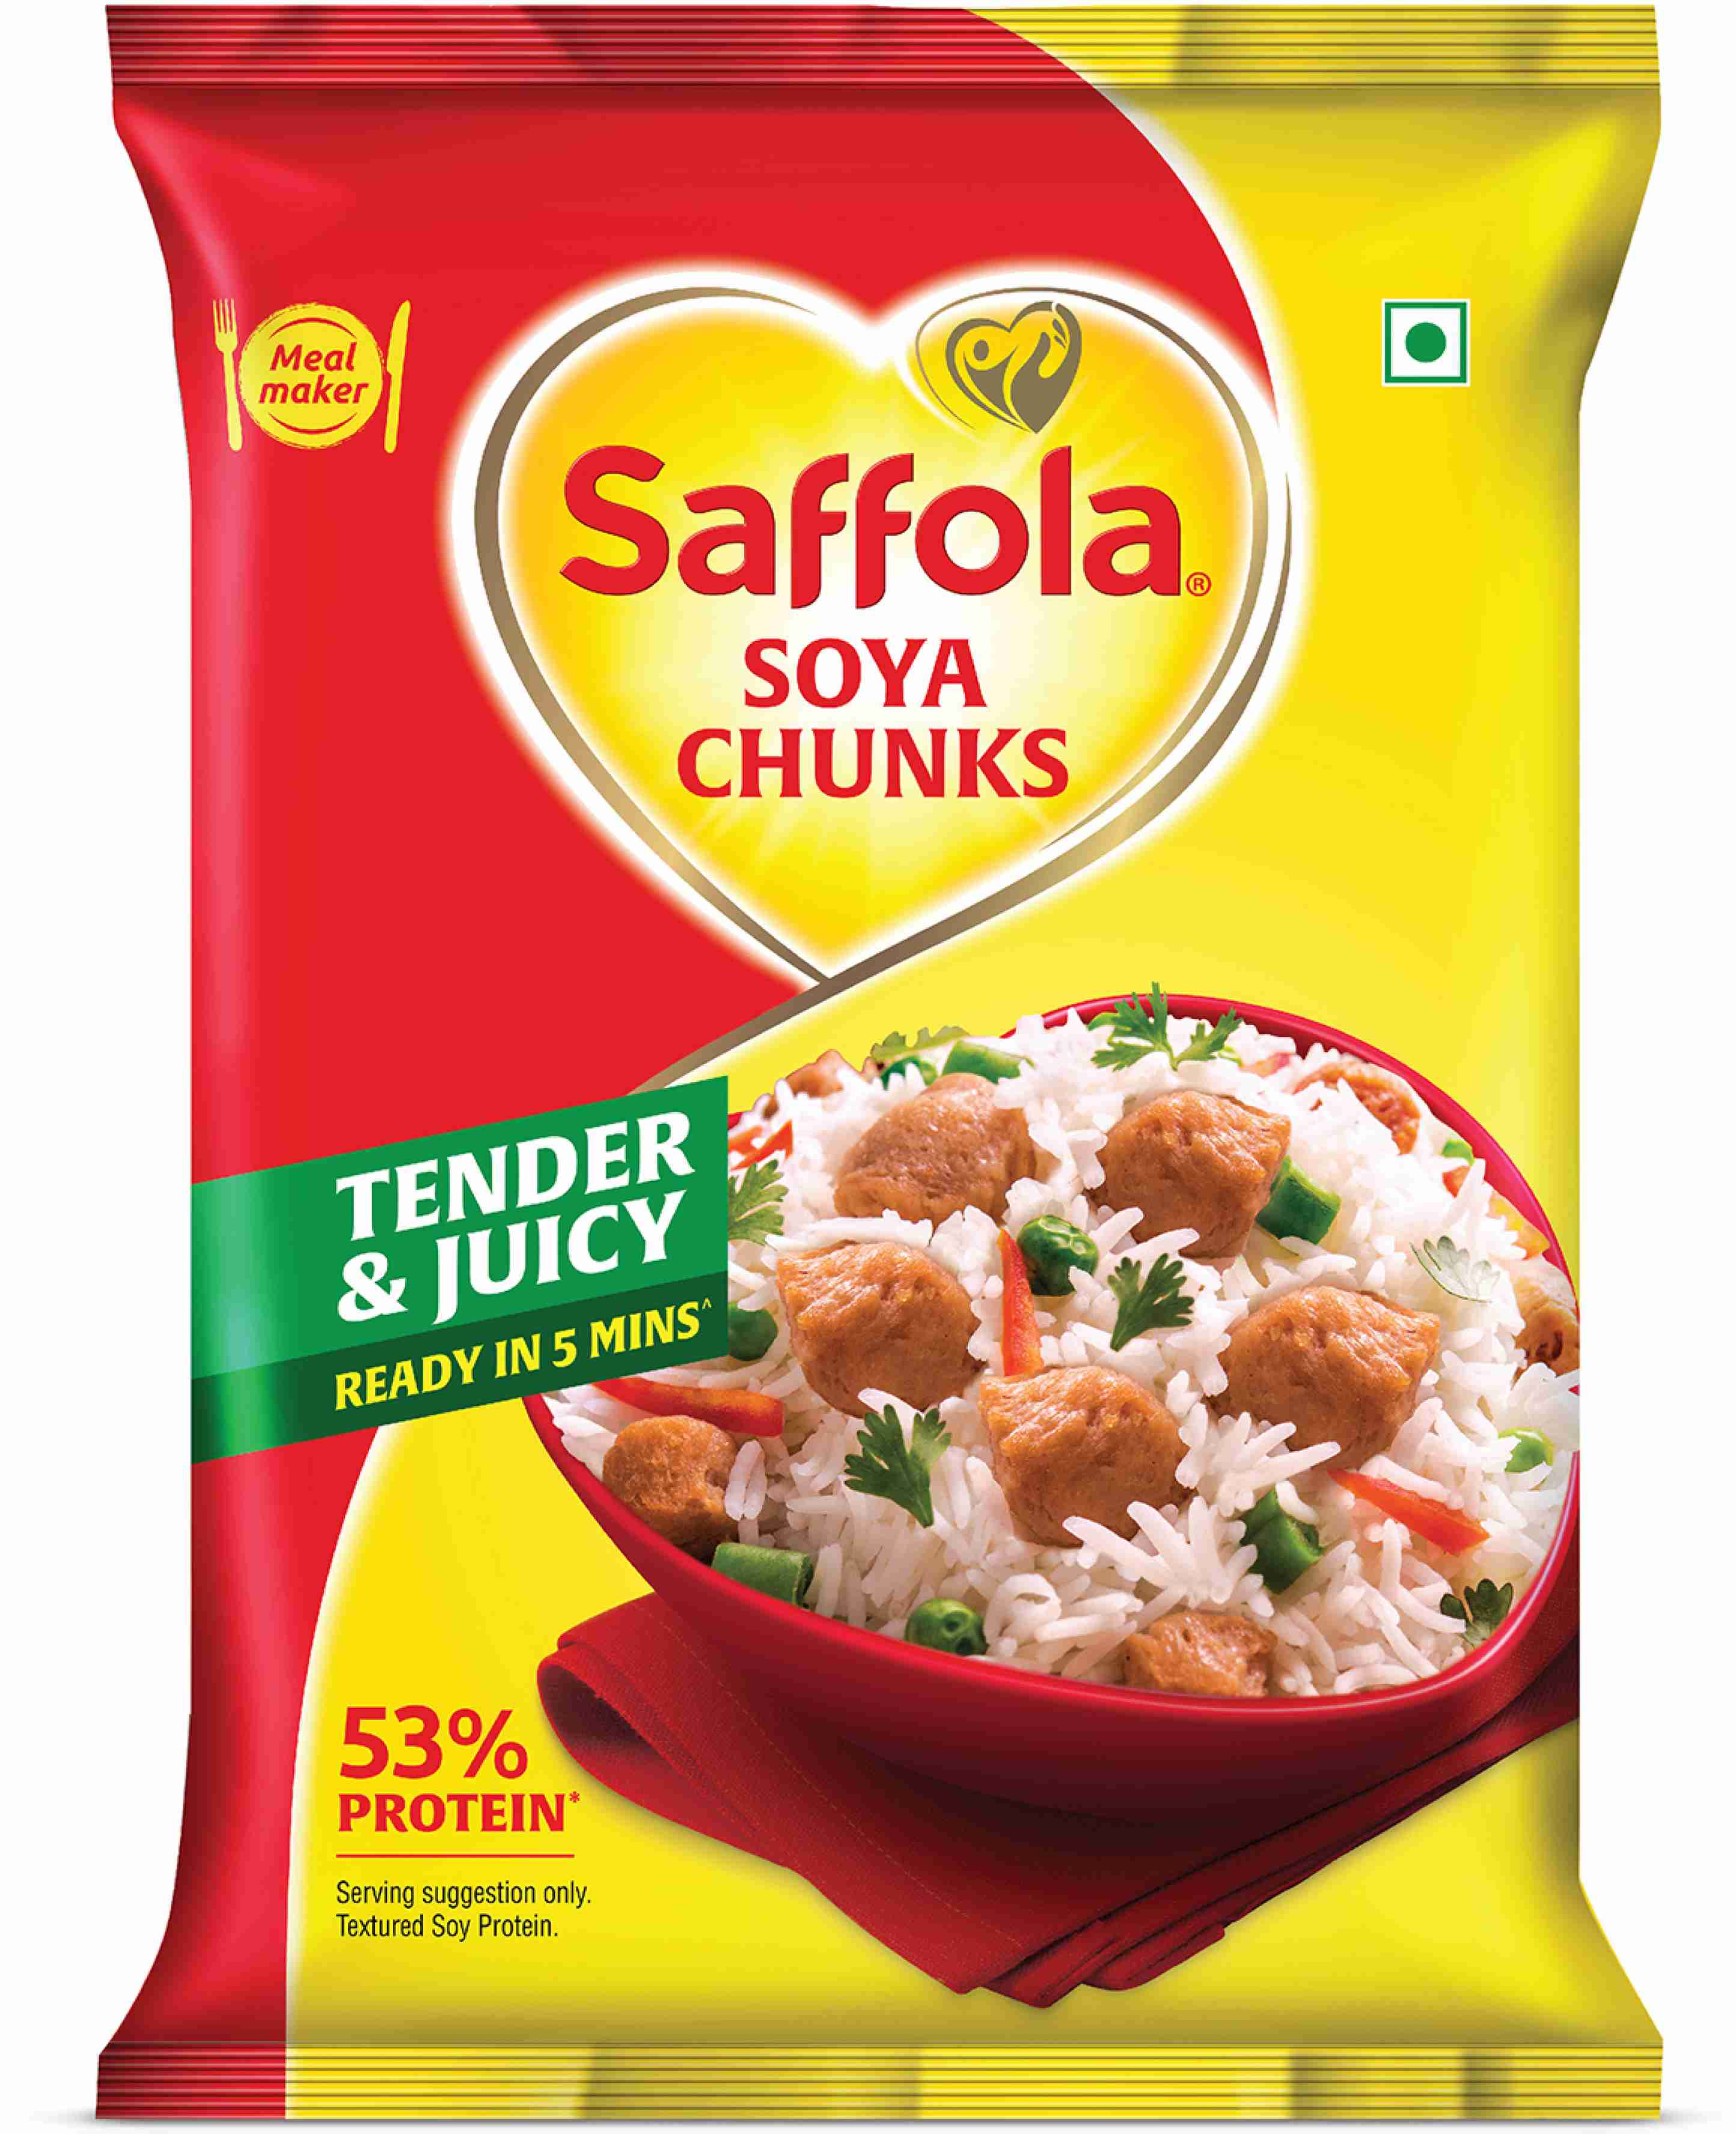 Meal
maker
Saffola®
SOYA
CHUNKS
TENDER
& JUICY
READY IN 5 MINS^
53%
PROTEIN*
Serving suggestion only.
Textured Soy Protein.